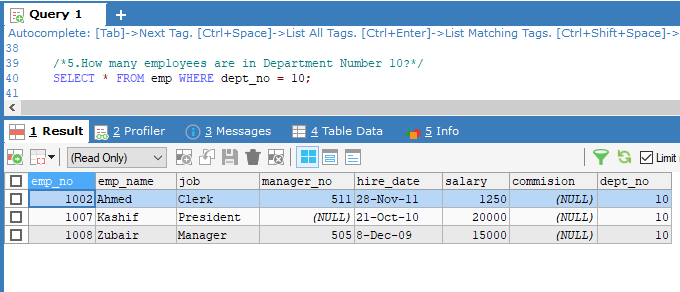 Query 1
Autocomplete: [Tab]->Next Tag. [Ctrl+Space]->List All Tags. [Ctrl+Enter]->List Matching Tags. [Ctrl+Shift+Space]->
38
39 /*5.How many employees are in Department Number 10?*/
40 SELECT * FROM emp WHERE dept_no = 10;
41
1 Result 2 Profiler 3 Messages 4 Table Data 5 Info
(Read Only) Limit
emp_no emp_name job manager_no hire_date salary commision dept_no
1002 Ahmed Clerk 511 28-Nov-11 1250 (NULL) 10
1007 Kashif President (NULL) 21-Oct-10 20000 (NULL) 10
1008 Zubair Manager 505 8-Dec-09 15000 (NULL) 10